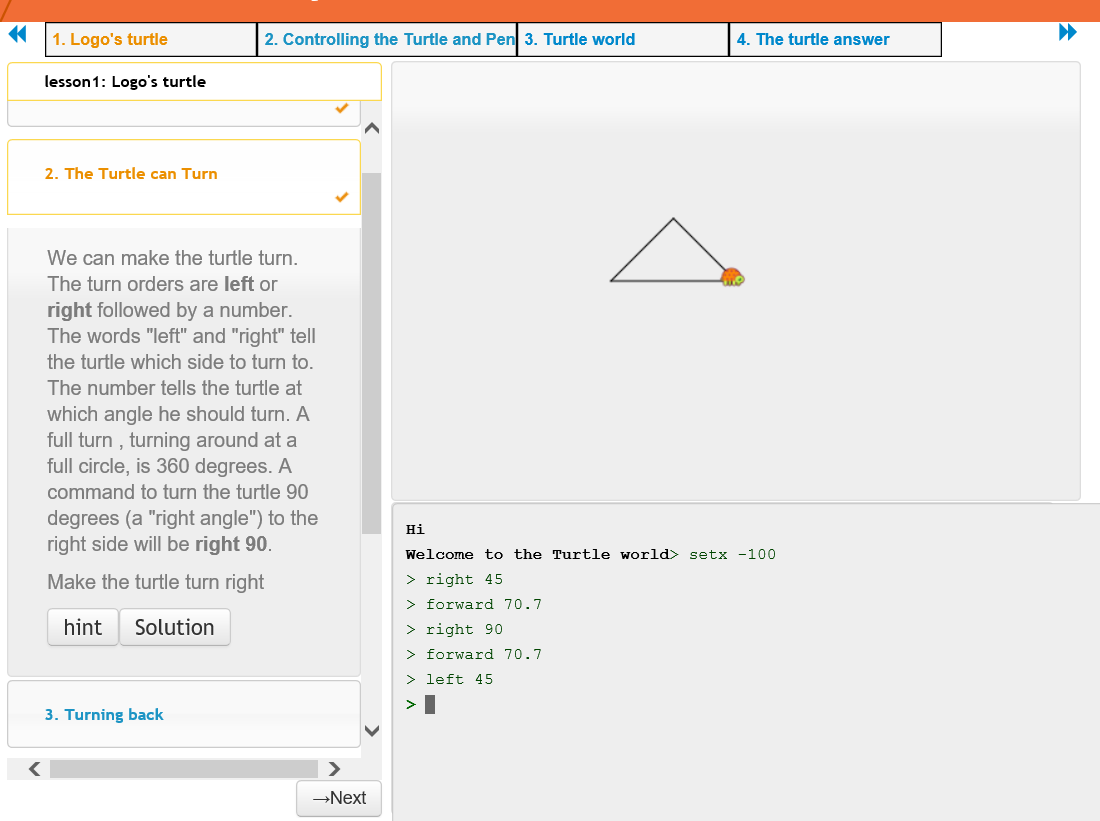 1. Logo's turtle
2. Controlling the Turtle and Pen
3. Turtle world
4. The turtle answer
lesson1: Logo's turtle
2. The Turtle can Turn
We can make the turtle turn.
The turn orders are left or
right followed by a number.
The words "left" and "right" tell
the turtle which side to turn to.
The number tells the turtle at
which angle he should turn. A
full turn , turning around at a
full circle, is 360 degrees. A
command to turn the turtle 90
degrees (a "right angle") to the
right side will be right 90.
Make the turtle turn right
hint
Solution
3. Turning back
→Next
Hi
Welcome to the Turtle world> setx -100
> right 45
> forward 70.7
> right 90
> forward 70.7
> left 45
>